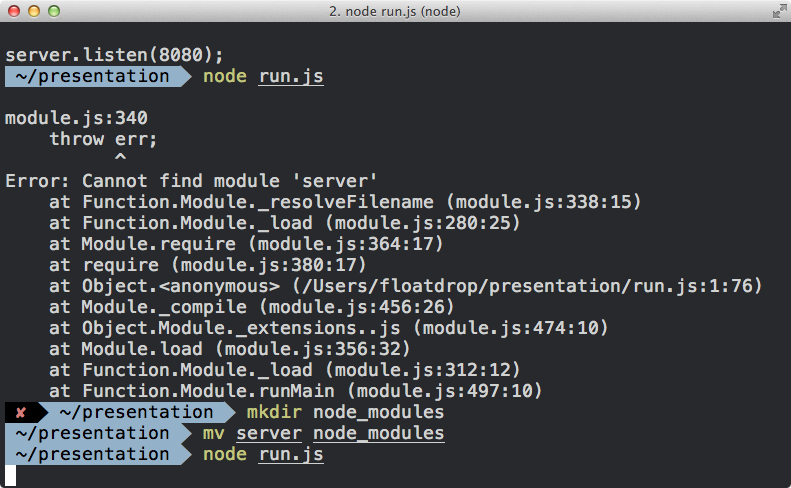 2. node run.js (node)
server.listen(8080);
~/presentation node run.js
module.js:340
throw err;
^
Error: Cannot find module 'server'
at Function.Module._resolveFilename (module.js:338:15)
at Function.Module._load (module.js:280:25)
at Module.require (module.js:364:17)
at require (module.js:380:17)
at Object.<anonymous> (/Users/floatdrop/presentation/run.js:1:76)
at Module._compile (module.js:456:26)
at Object.Module._extensions..js (module.js:474:10)
at Module.load (module.js:356:32)
at Function.Module._load (module.js:312:12)
at Function.Module.runMain (module.js:497:10)
✘ ~/presentation mkdir node_modules
~/presentation mv server node_modules
~/presentation node run.js